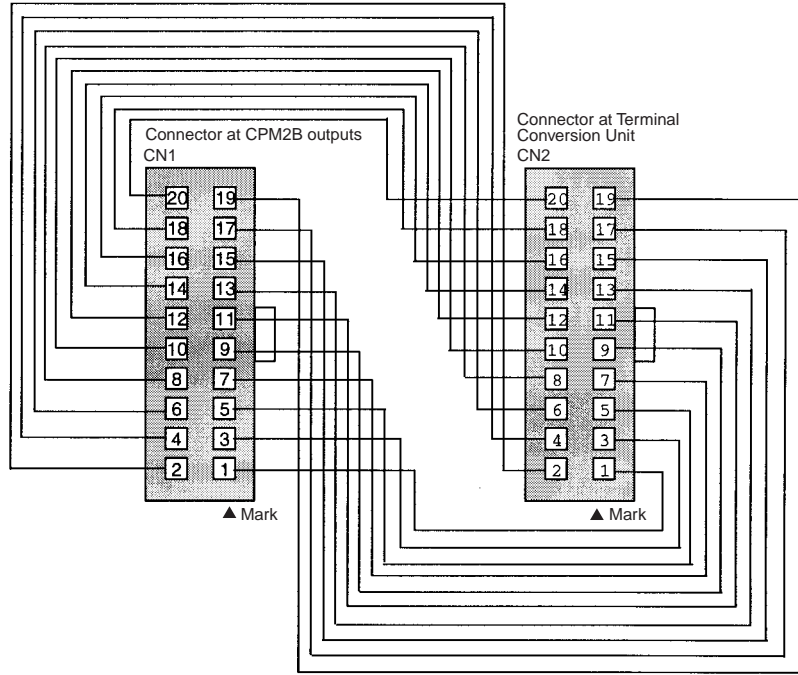 Connector at CPM2B outputs
CN1
20 19
18 17
16 15
14 13
12 11
10 9
8 7
6 5
4 3
2 1
▲ Mark
Connector at Terminal
Conversion Unit
CN2
20 19
18 17
16 15
14 13
12 11
10 9
8 7
6 5
4 3
2 1
▲ Mark